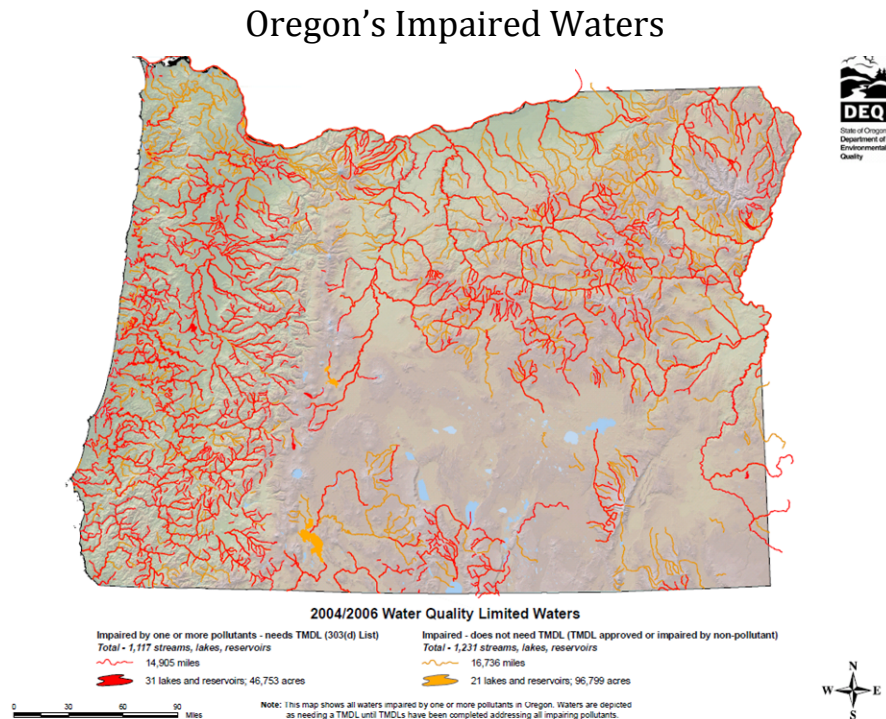 Oregon's Impaired Waters
DEQ
State of Oregon
Department of
Environmental
Quality
2004/2006 Water Quality Limited Waters
Impaired by one or more pollutants - needs TMDL (303(d) List)
Total - 1,117 streams, lakes, reservoirs
14,905 miles
31 lakes and reservoirs; 46,753 acres
Impaired - does not need TMDL (TMDL approved or impaired by non-pollutant)
Total - 1,231 streams, lakes, reservoirs
16,736 miles
21 lakes and reservoirs; 96,799 acres
0 30 60 90
Miles
Note: This map shows all waters impaired by one or more pollutants in Oregon. Waters are depicted
as needing a TMDL until TMDLs have been completed addressing all impairing pollutants.
N
W E
S